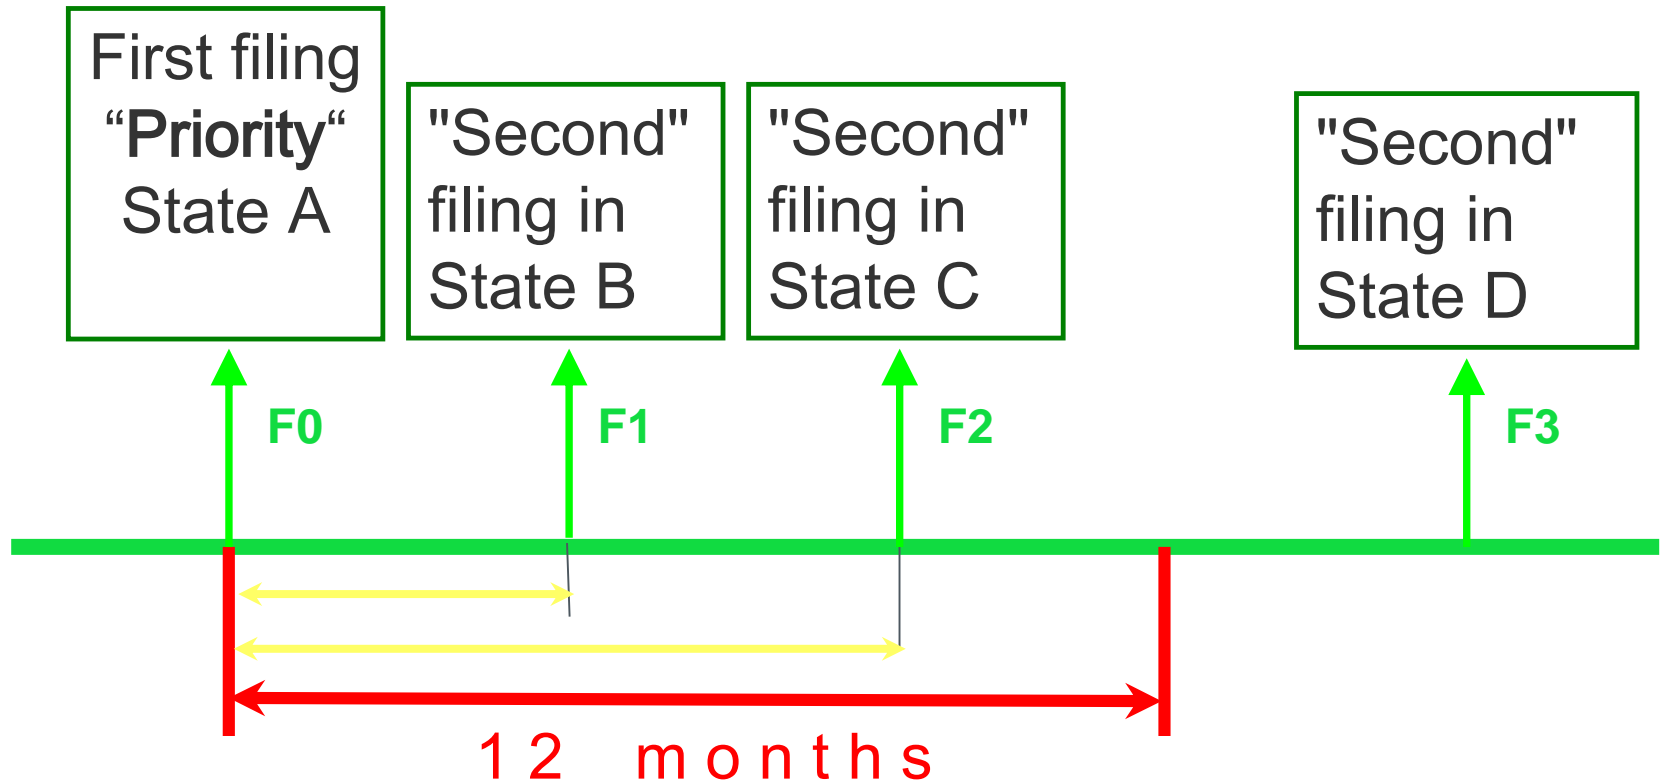 First filing
“Priority“
State A
"Second"
filing in
State B
"Second"
filing in
State C
"Second"
filing in
State D
F0
F1
F2
F3
12 months